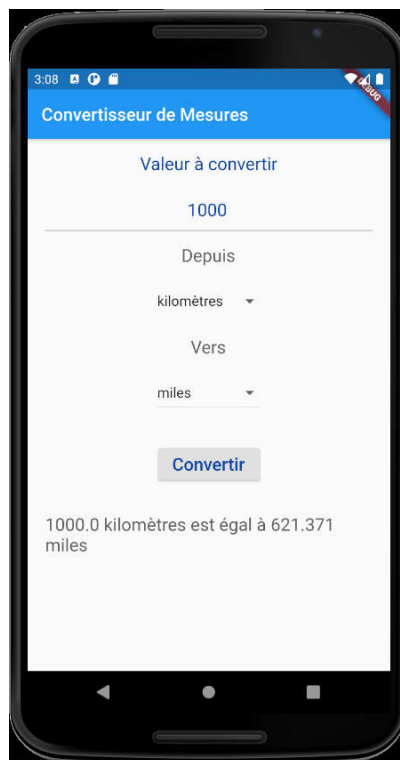 3:08
DEBUG
Convertisseur de Mesures
Valeur à convertir
1000
Depuis
kilomètres
Vers
miles
Convertir
1000.0 kilomètres est égal à 621.371
miles